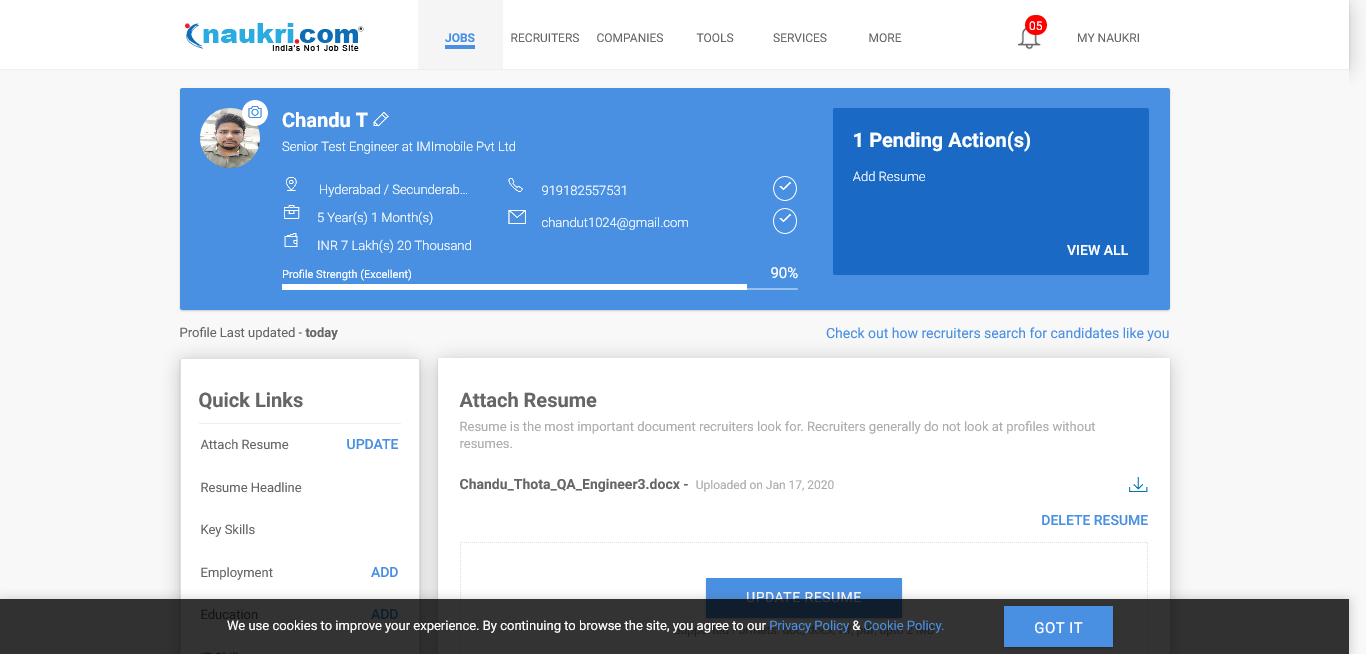 naukri.com
India's No1 Job Site
JOBS
RECRUITERS
COMPANIES
TOOLS
SERVICES
MORE
05
MY NAUKRI
Chandu T
Senior Test Engineer at IMImobile Pvt Ltd
Hyderabad / Secunderab...
919182557531
5 Year(s) 1 Month(s)
chandut1024@gmail.com
INR 7 Lakh(s) 20 Thousand
Profile Strength (Excellent)
90%
1 Pending Action(s)
Add Resume
VIEW ALL
Profile Last updated - today
Check out how recruiters search for candidates like you
Quick Links
Attach Resume
UPDATE
Resume Headline
Key Skills
Employment
ADD
Education
ADD
Attach Resume
Resume is the most important document recruiters look for. Recruiters generally do not look at profiles without
resumes.
Chandu_Thota_QA_Engineer3.docx - Uploaded on Jan 17, 2020
DELETE RESUME
UPDATE RESUME
We use cookies to improve your experience. By continuing to browse the site, you agree to our Privacy Policy & Cookie Policy.
GOT IT